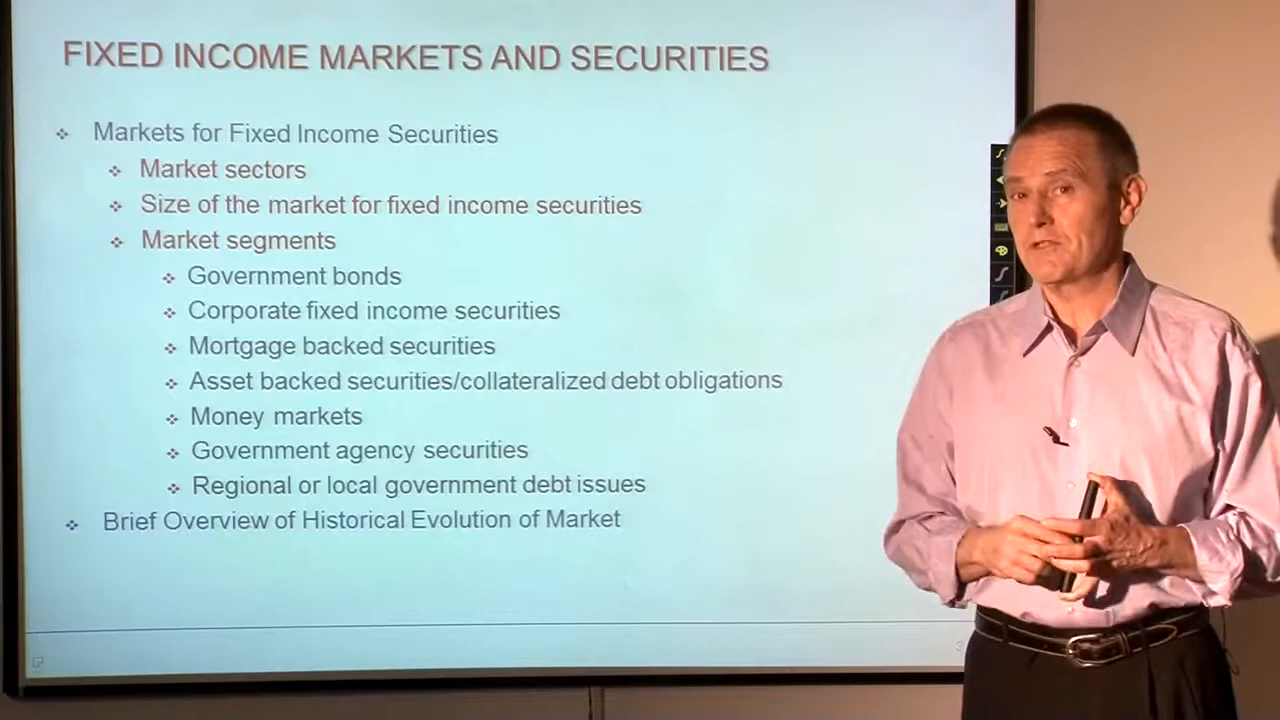 FIXED INCOME MARKETS AND SECURITIES
Markets for Fixed Income Securities
Market sectors
Size of the market for fixed income securities
Market segments
Government bonds
Corporate fixed income securities
Mortgage backed securities
Asset backed securities/collateralized debt obligations
Money markets
Government agency securities
Regional or local government debt issues
Brief Overview of Historical Evolution of Market
3